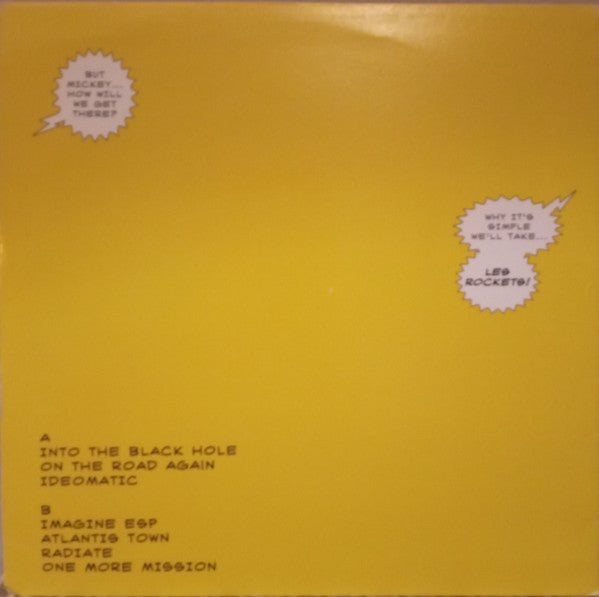 BUT
MICKEY...
HOW WILL
WE GET
THERE?
WHY IT'S
SIMPLE
WE'LL TAKE....
LES
ROCKETS!
A
INTO THE BLACK HOLE
ON THE ROAD AGAIN
IDEOMATIC
B
IMAGINE ESP
ATLANTIS TOWN
RADIATE
ONE MORE MISSION